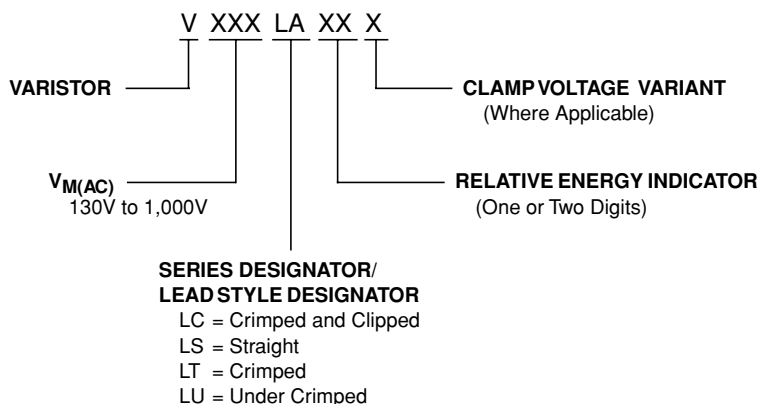 V XXX LA XX X
VARISTOR
CLAMP VOLTAGE VARIANT
(Where Applicable)
VM(AC)
130V to 1,000V
RELATIVE ENERGY INDICATOR
(One or Two Digits)
SERIES DESIGNATOR/
LEAD STYLE DESIGNATOR
LC = Crimped and Clipped
LS = Straight
LT = Crimped
LU = Under Crimped